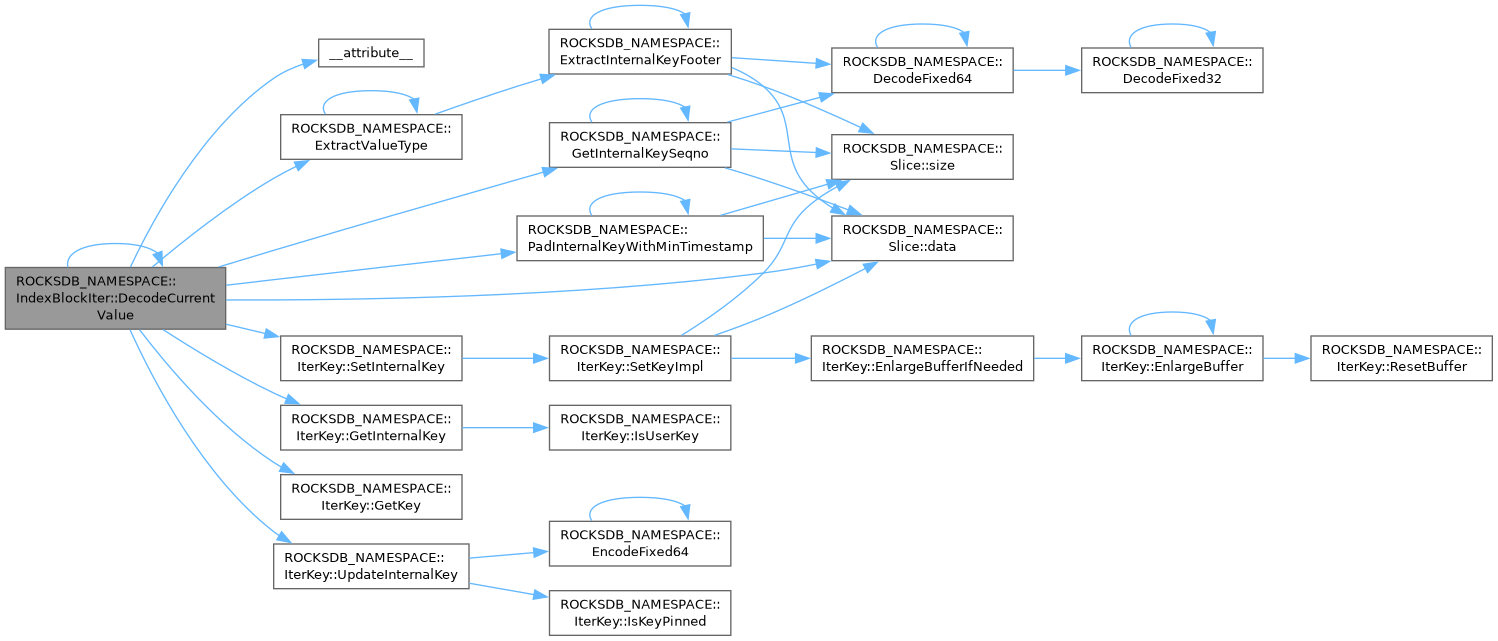 ROCKSDB_NAMESPACE::
IndexBlockIter::DecodeCurrent
Value
__attribute__
ROCKSDB_NAMESPACE::
ExtractValueType
ROCKSDB_NAMESPACE::
ExtractInternalKeyFooter
ROCKSDB_NAMESPACE::
DecodeFixed64
ROCKSDB_NAMESPACE::
DecodeFixed32
ROCKSDB_NAMESPACE::
GetInternalKeySeqno
ROCKSDB_NAMESPACE::
Slice::size
ROCKSDB_NAMESPACE::
PadInternalKeyWithMinTimestamp
ROCKSDB_NAMESPACE::
Slice::data
ROCKSDB_NAMESPACE::
IterKey::SetInternalKey
ROCKSDB_NAMESPACE::
IterKey::SetKeyImpl
ROCKSDB_NAMESPACE::
IterKey::EnlargeBufferIfNeeded
ROCKSDB_NAMESPACE::
IterKey::EnlargeBuffer
ROCKSDB_NAMESPACE::
IterKey::ResetBuffer
ROCKSDB_NAMESPACE::
IterKey::GetInternalKey
ROCKSDB_NAMESPACE::
IterKey::IsUserKey
ROCKSDB_NAMESPACE::
IterKey::GetKey
ROCKSDB_NAMESPACE::
IterKey::UpdateInternalKey
ROCKSDB_NAMESPACE::
EncodeFixed64
ROCKSDB_NAMESPACE::
IterKey::IsKeyPinned